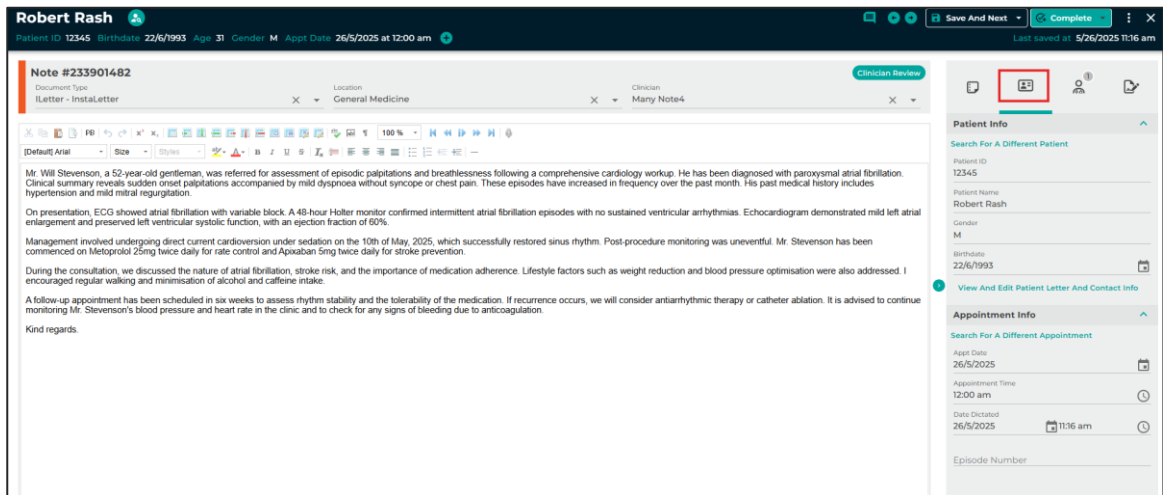 Robert Rash
Save And Next
Complete
Patient ID 12345 Birthdate 22/6/1993 Age 31 Gender M Appt Date 26/5/2025 at 12:00 am
Last saved at 5/26/2025 11:16 am
Note #233901482
Clinician Review
Document Type
ILetter - InstaLetter
Location
General Medicine
Clinician
Many Note4
PB
x² x₂
100 %
[Default] Arial
Size
Styles
A
B I U S
Mr. Will Stevenson, a 52-year-old gentleman, was referred for assessment of episodic palpitations and breathlessness following a comprehensive cardiology workup. He has been diagnosed with paroxysmal atrial fibrillation.
Clinical summary reveals sudden onset palpitations accompanied by mild dyspnoea without syncope or chest pain. These episodes have increased in frequency over the past month. His past medical history includes
hypertension and mild mitral regurgitation.
On presentation, ECG showed atrial fibrillation with variable block. A 48-hour Holter monitor confirmed intermittent atrial fibrillation episodes with no sustained ventricular arrhythmias. Echocardiogram demonstrated mild left atrial
enlargement and preserved left ventricular systolic function, with an ejection fraction of 60%.
Management involved undergoing direct current cardioversion under sedation on the 10th of May, 2025, which successfully restored sinus rhythm. Post-procedure monitoring was uneventful. Mr. Stevenson has been
commenced on Metoprolol 25mg twice daily for rate control and Apixaban 5mg twice daily for stroke prevention.
During the consultation, we discussed the nature of atrial fibrillation, stroke risk, and the importance of medication adherence. Lifestyle factors such as weight reduction and blood pressure optimisation were also addressed. I
encouraged regular walking and minimisation of alcohol and caffeine intake.
A follow-up appointment has been scheduled in six weeks to assess rhythm stability and the tolerability of the medication. If recurrence occurs, we will consider antiarrhythmic therapy or catheter ablation. It is advised to continue
monitoring Mr. Stevenson's blood pressure and heart rate in the clinic and to check for any signs of bleeding due to anticoagulation.
Kind regards.
1
Patient Info
Search For A Different Patient
Patient ID
12345
Patient Name
Robert Rash
Gender
M
Birthdate
22/6/1993
View And Edit Patient Letter And Contact Info
Appointment Info
Search For A Different Appointment
Appt Date
26/5/2025
Appointment Time
12:00 am
Date Dictated
26/5/2025
11:16 am
Episode Number